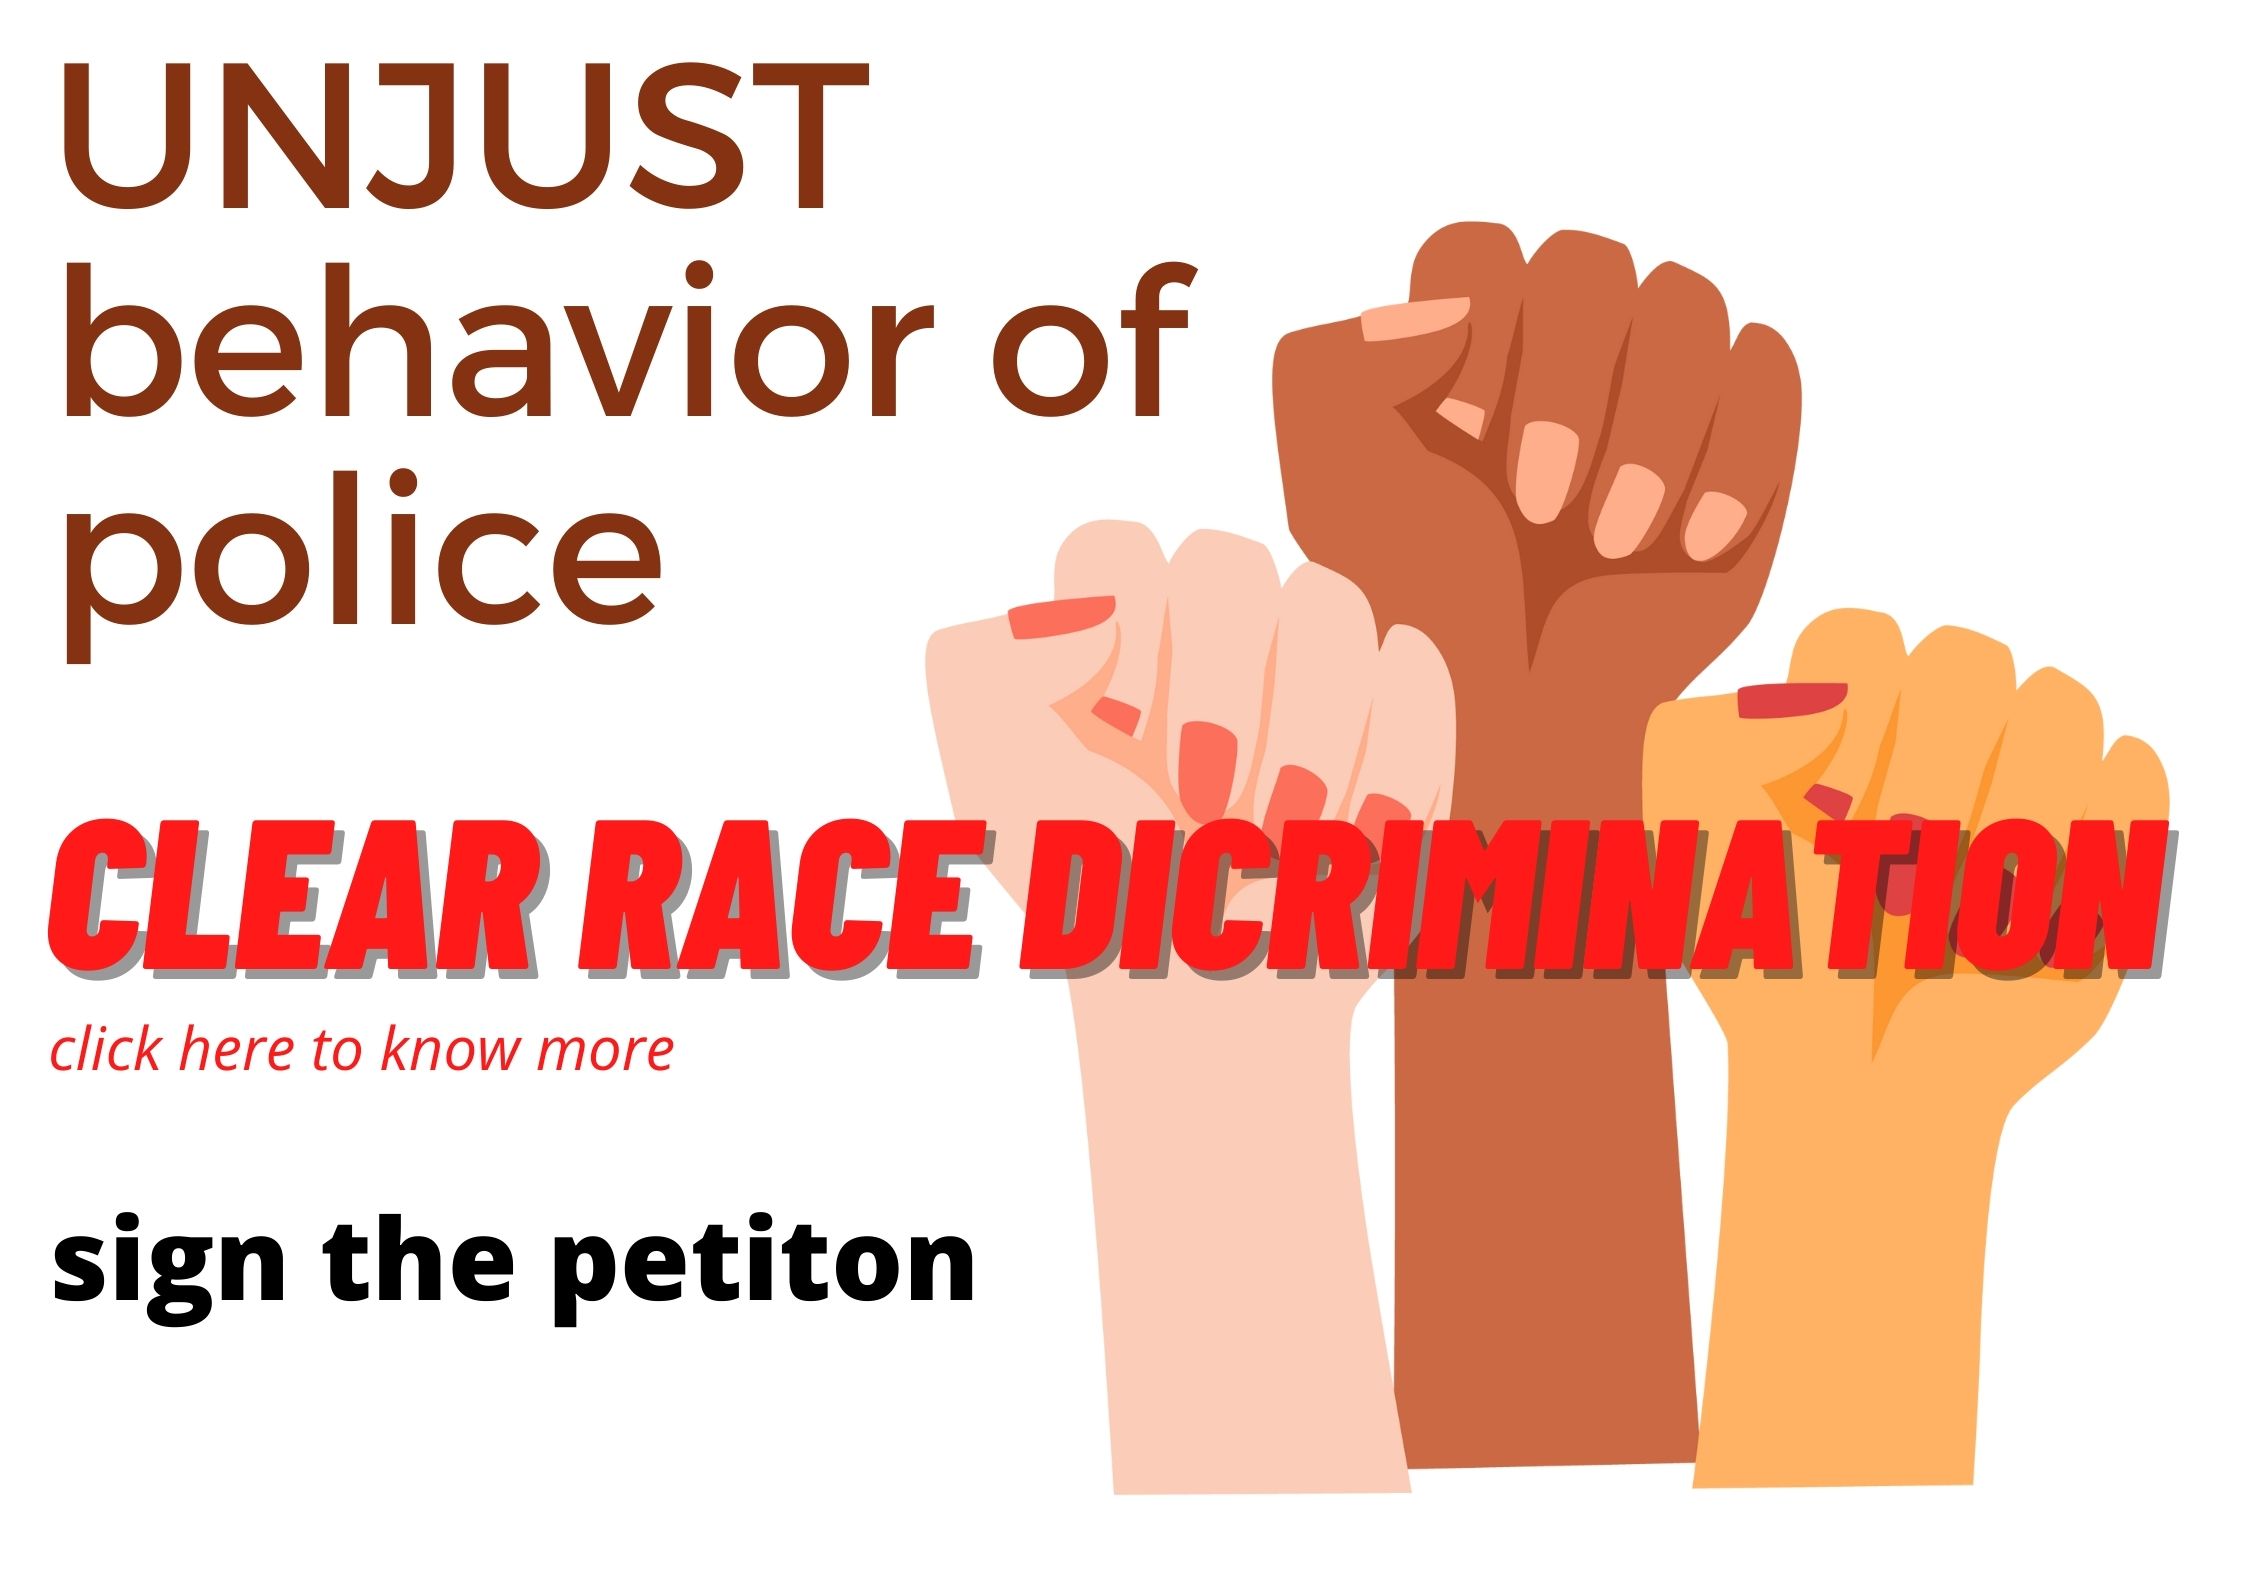 UNJUST
behavior of
police
CLEAR RACE DICRIMINATION
click here to know more
sign the petiton